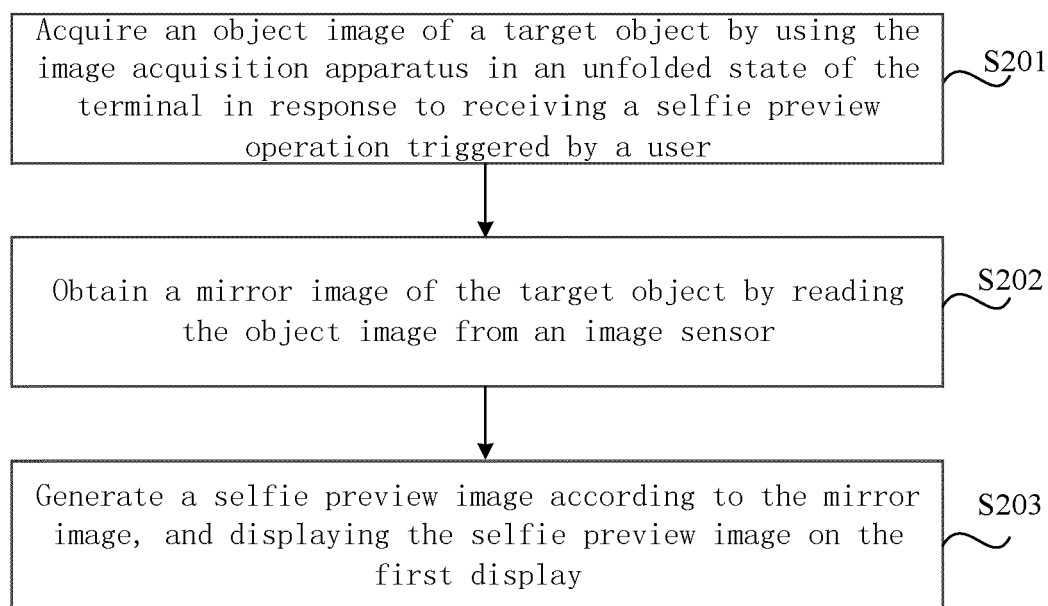 Acquire an object image of a target object by using the
image acquisition apparatus in an unfolded state of the
terminal in response to receiving a selfie preview
operation triggered by a user
S201
Obtain a mirror image of the target object by reading
the object image from an image sensor
S202
Generate a selfie preview image according to the mirror
image, and displaying the selfie preview image on the
first display
S203